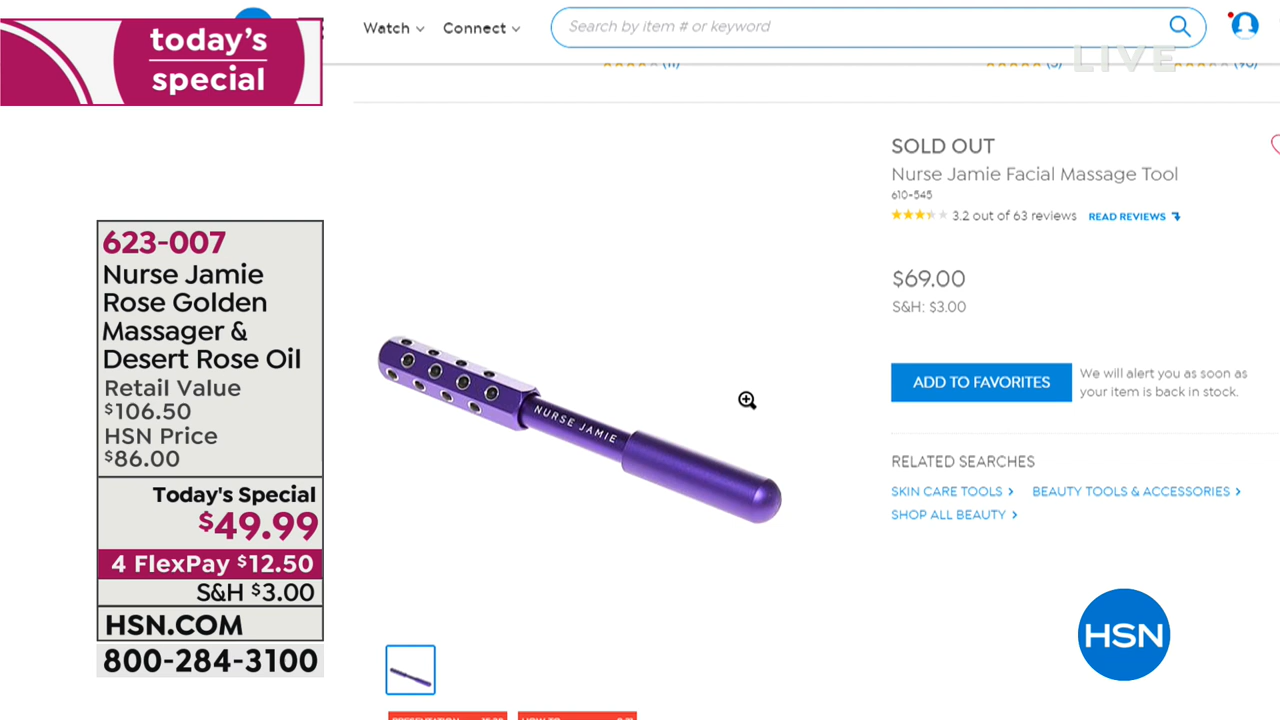 today's
special
Watch
Connect
Search by item # or keyword
LIVE
SOLD OUT
Nurse Jamie Facial Massage Tool
610-545
3.2 out of 63 reviews
READ REVIEWS
$69.00
S&H: $3.00
ADD TO FAVORITES
We will alert you as soon as
your item is back in stock.
RELATED SEARCHES
SKIN CARE TOOLS >
BEAUTY TOOLS & ACCESSORIES >
SHOP ALL BEAUTY >
623-007
Nurse Jamie
Rose Golden
Massager &
Desert Rose Oil
Retail Value
$106.50
HSN Price
$86.00
Today's Special
$49.99
4 FlexPay $12.50
S&H $3.00
HSN.COM
800-284-3100
NURSE JAMIE
HSN